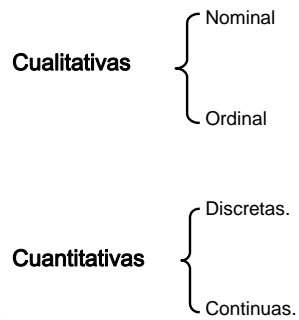 Nominal
Cualitativas
Ordinal
Discretas.
Cuantitativas
Continuas.